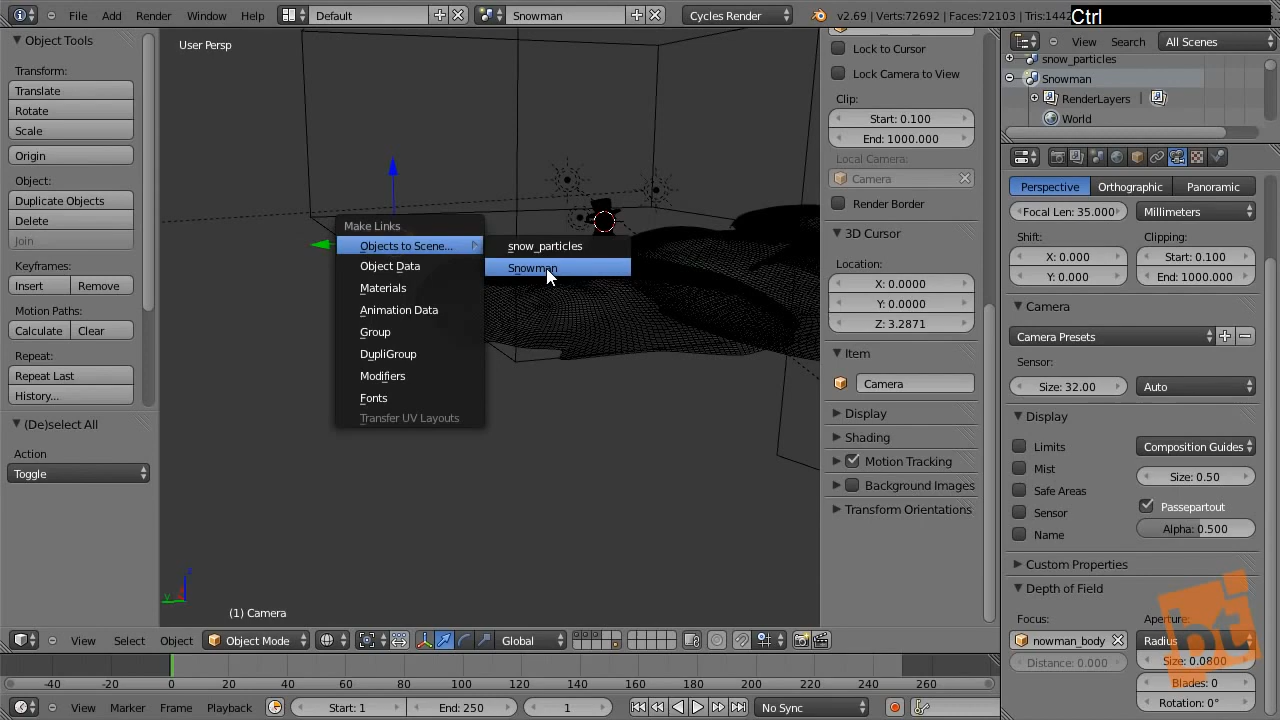 File Add Render Window Help Default Snowman Cycles Render v2.69 | Verts:72692 | Faces:72103 | Tris:1442
Ctrl
Object Tools
Transform:
Translate
Rotate
Scale
Origin
Object:
Duplicate Objects
Delete
Join
Keyframes:
Insert Remove
Motion Paths:
Calculate Clear
Repeat:
Repeat Last
History...
(De)select All
Action
Toggle
User Persp
Make Links
Objects to Scene...
Object Data
Materials
Animation Data
Group
DupliGroup
Modifiers
Fonts
Transfer UV Layouts
snow_particles
Snowman
(1) Camera
z
y
Lock to Cursor
Lock Camera to View
Clip:
Start: 0.100
End: 1000.000
Local Camera:
Camera
Render Border
3D Cursor
Location:
X: 0.0000
Y: 0.0000
Z: 3.2871
Item
Camera
Display
Shading
Motion Tracking
Background Images
Transform Orientations
View Search All Scenes
snow_particles
Snowman
RenderLayers |
World
Perspective Orthographic Panoramic
Focal Len: 35.000 Millimeters
Shift: Clipping:
X: 0.000 Start: 0.100
Y: 0.000 End: 1000.000
Camera
Camera Presets
Sensor:
Size: 32.00 Auto
Display
Limits Composition Guides
Mist Size: 0.50
Safe Areas Passepartout
Sensor Alpha: 0.500
Name
Custom Properties
Depth of Field
Focus: Aperture:
nowman_body Radius
Distance: 0.000 Size: 0.0800
Blades: 0
Rotation: 0°
bt
View Select Object Object Mode Global
-40 -20 0 20 40 60 80 100 120 140 160 180 200 220 240 260
View Marker Frame Playback Start: 1 End: 250 1 No Sync